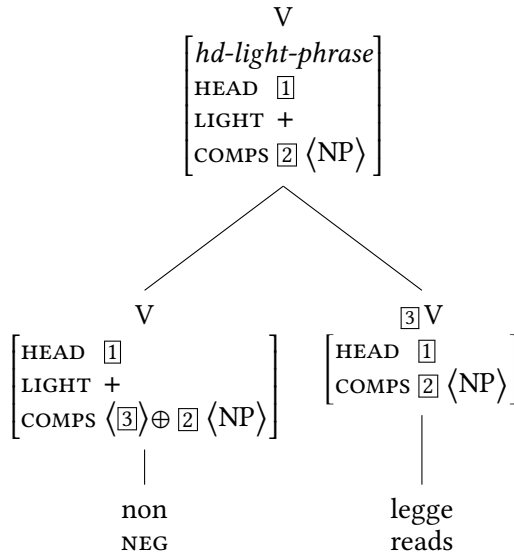 V
hd-light-phrase
HEAD 1
LIGHT +
COMPS 2 ⟨NP⟩
V
HEAD 1
LIGHT +
COMPS ⟨3⟩⊕ 2 ⟨NP⟩
3 V
HEAD 1
COMPS 2 ⟨NP⟩
non
NEG
legge
reads